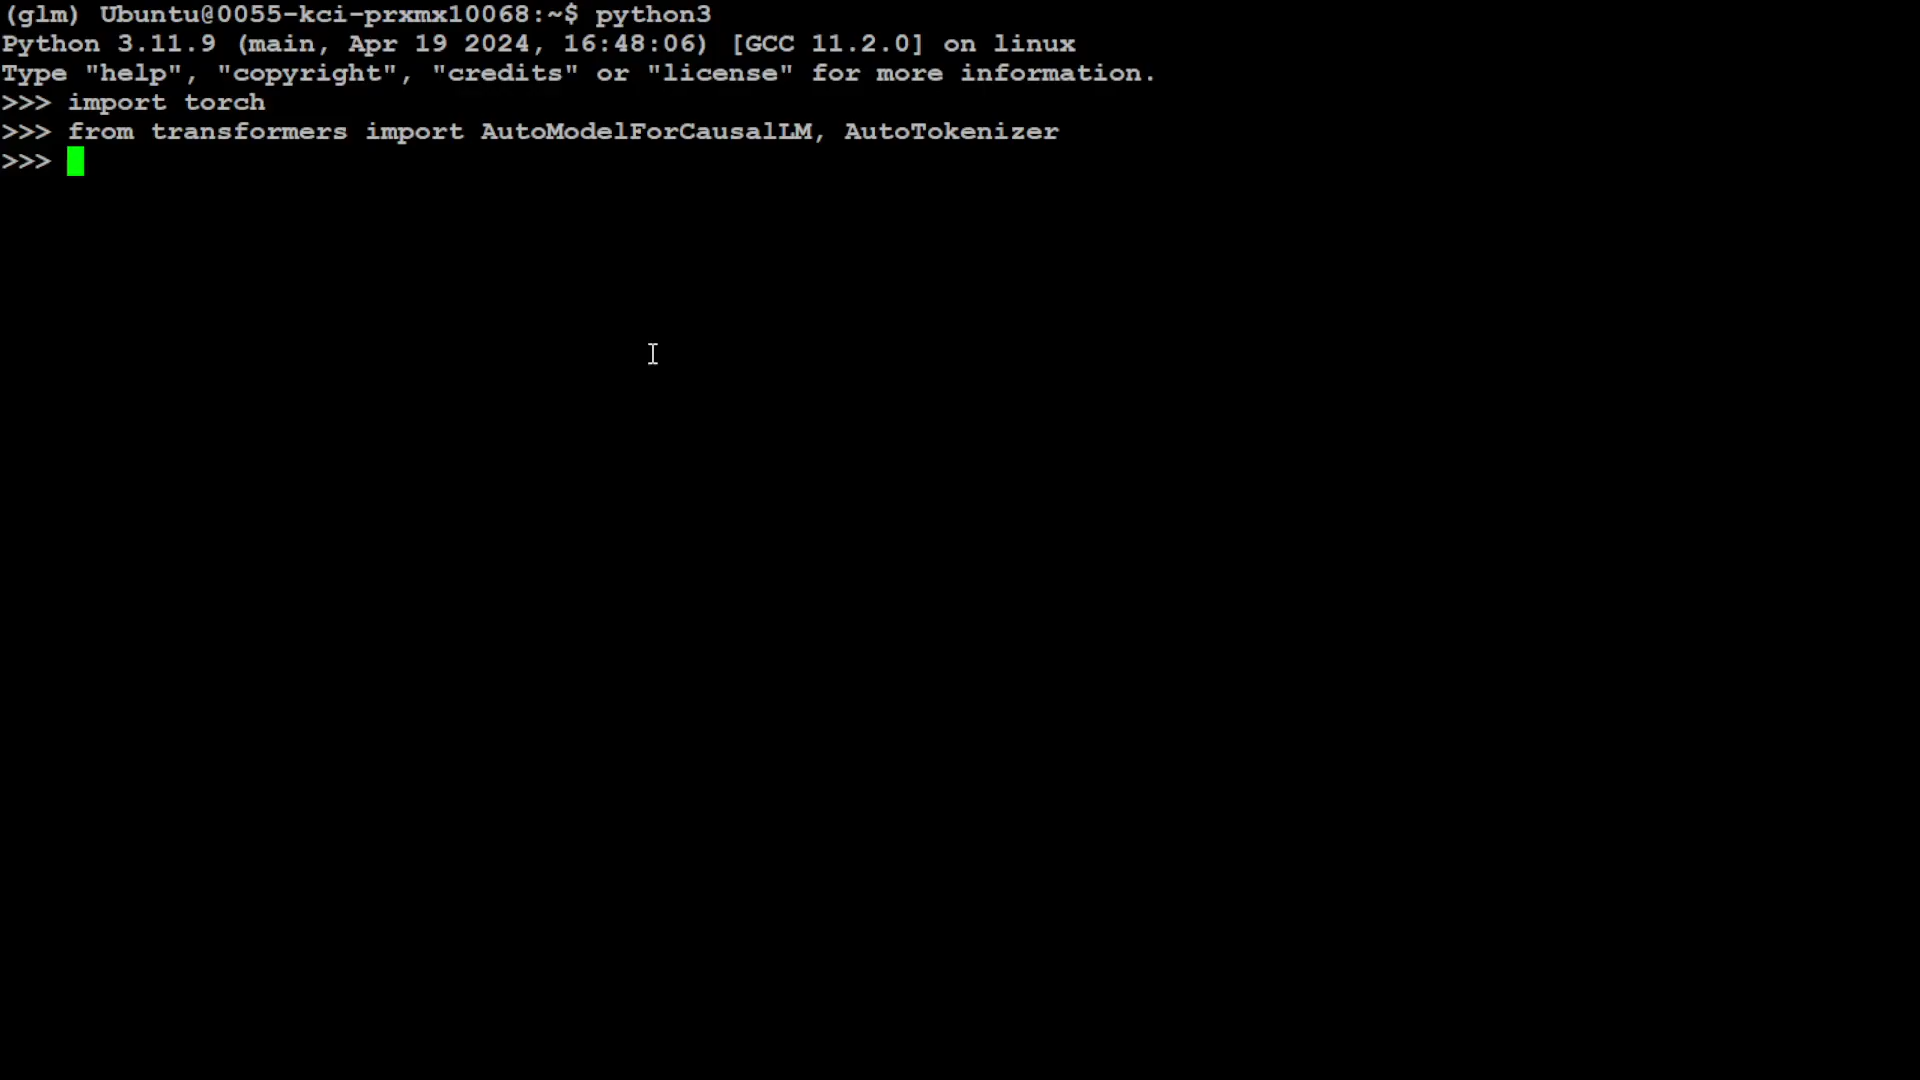 (glm) Ubuntu@0055-kci-prxmx10068:~$ python3
Python 3.11.9 (main, Apr 19 2024, 16:48:06) [GCC 11.2.0] on linux
Type "help", "copyright", "credits" or "license" for more information.
>>> import torch
>>> from transformers import AutoModelForCausalLM, AutoTokenizer
>>>